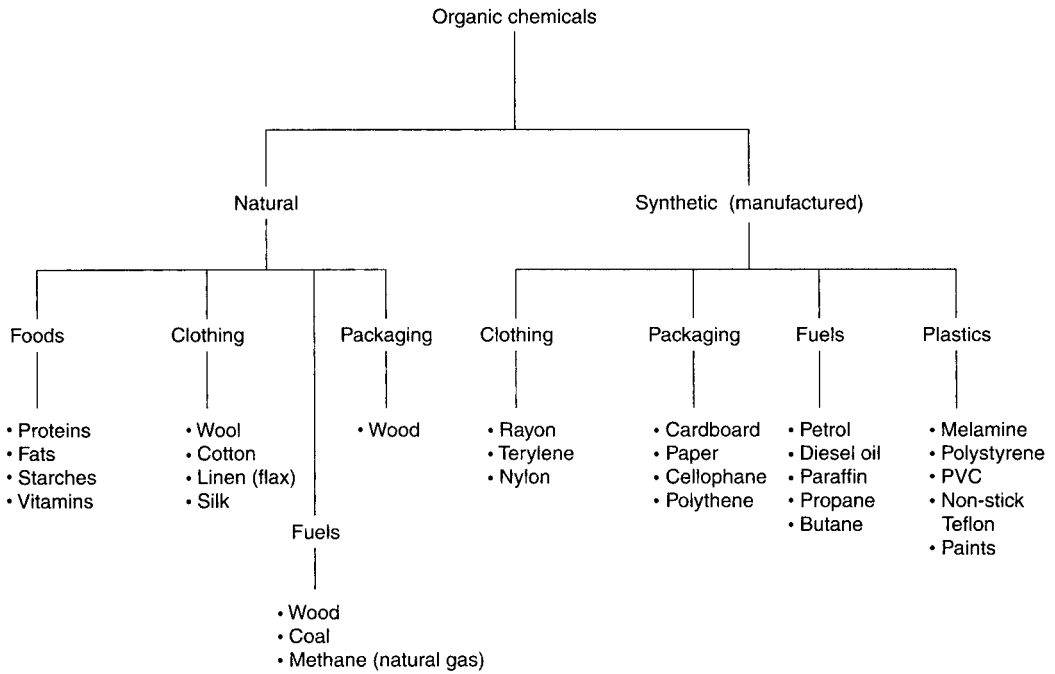 Organic chemicals
Natural
Synthetic (manufactured)
Foods
• Proteins
• Fats
• Starches
• Vitamins
Clothing
• Wool
• Cotton
• Linen (flax)
• Silk
Fuels
• Wood
• Coal
• Methane (natural gas)
Packaging
• Wood
Clothing
• Rayon
• Terylene
• Nylon
Packaging
• Cardboard
• Paper
• Cellophane
• Polythene
Fuels
• Petrol
• Diesel oil
• Paraffin
• Propane
• Butane
Plastics
• Melamine
• Polystyrene
• PVC
• Non-stick
Teflon
• Paints